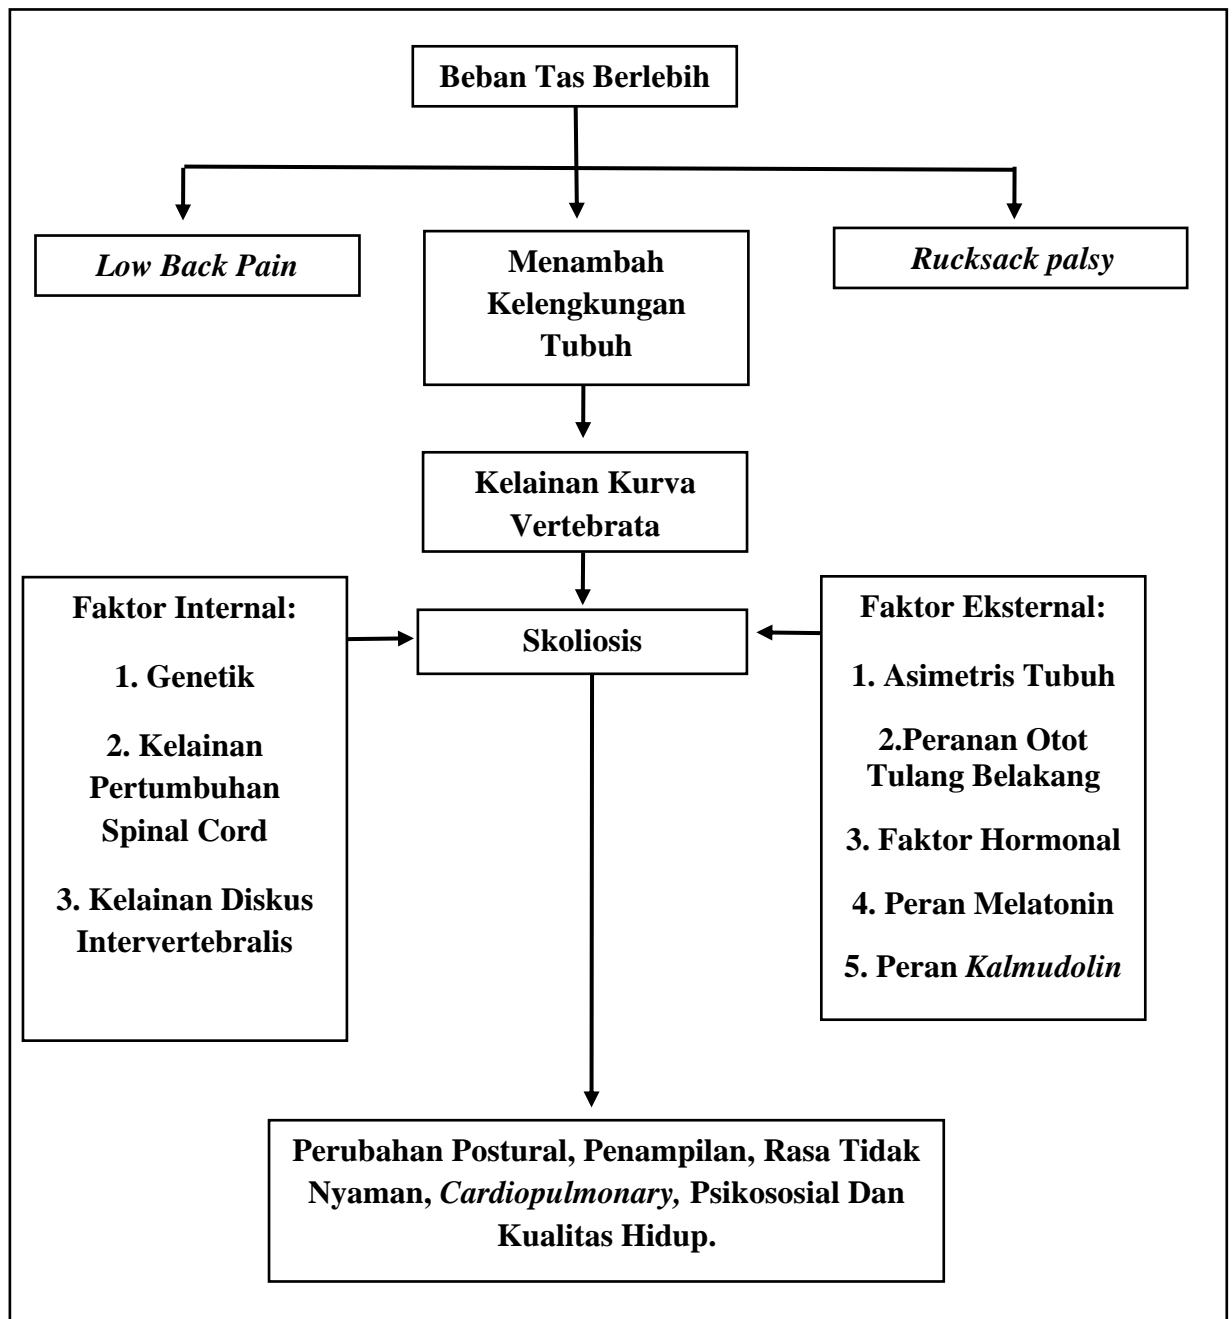 Beban Tas Berlebih
Low Back Pain
Menambah
Kelengkungan
Tubuh
Rucksack palsy
Kelainan Kurva
Vertebrata
Faktor Internal:
1. Genetik
2. Kelainan
Pertumbuhan
Spinal Cord
3. Kelainan Diskus
Intervertebralis
Skoliosis
Faktor Eksternal:
1. Asimetris Tubuh
2.Peranan Otot
Tulang Belakang
3. Faktor Hormonal
4. Peran Melatonin
5. Peran Kalmudolin
Perubahan Postural, Penampilan, Rasa Tidak
Nyaman, Cardiopulmonary, Psikososial Dan
Kualitas Hidup.